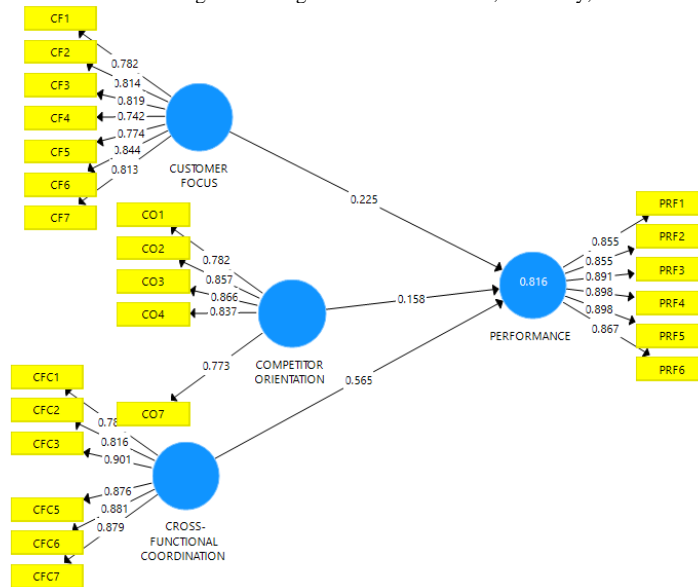 CF1
CF2
CF3
CF4
CF5
CF6
CF7
0.782
0.814
0.819
0.742
0.774
0.844
0.813
CUSTOMER
FOCUS
0.225
CO1
CO2
CO3
CO4
CO7
0.782
0.857
0.866
0.837
0.773
COMPETITOR
ORIENTATION
0.158
CFC1
CFC2
CFC3
CFC5
CFC6
CFC7
0.816
0.901
0.876
0.881
0.879
CROSS-
FUNCTIONAL
COORDINATION
0.565
0.816
PERFORMANCE
0.855
0.855
0.891
0.898
0.898
0.867
PRF1
PRF2
PRF3
PRF4
PRF5
PRF6